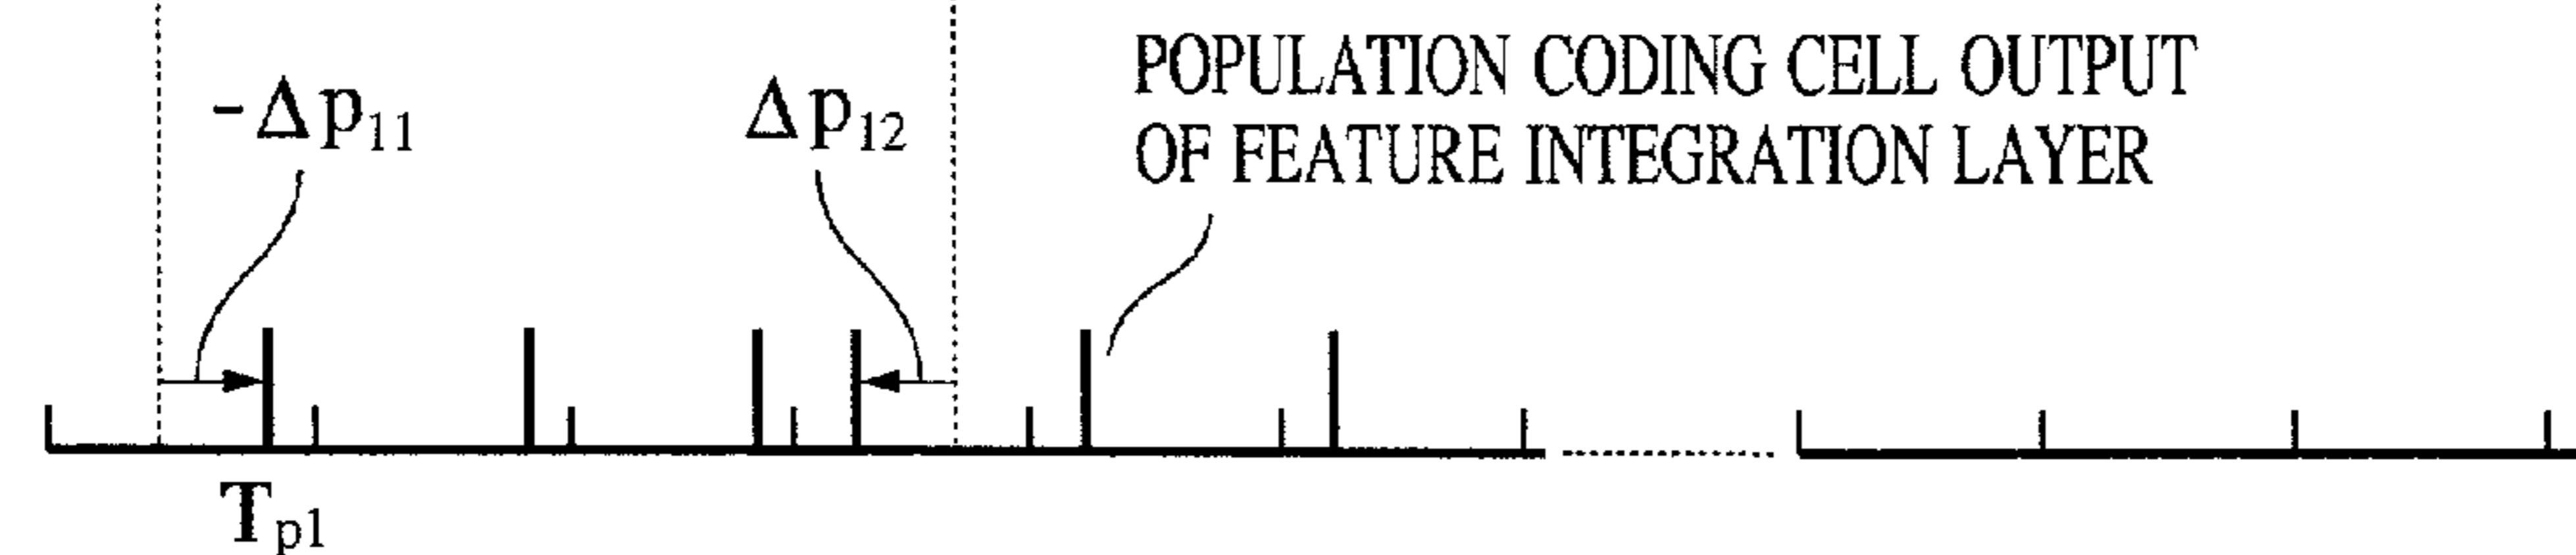 -Δp₁₁
Δp₁₂
POPULATION CODING CELL OUTPUT
OF FEATURE INTEGRATION LAYER
Tₚ₁